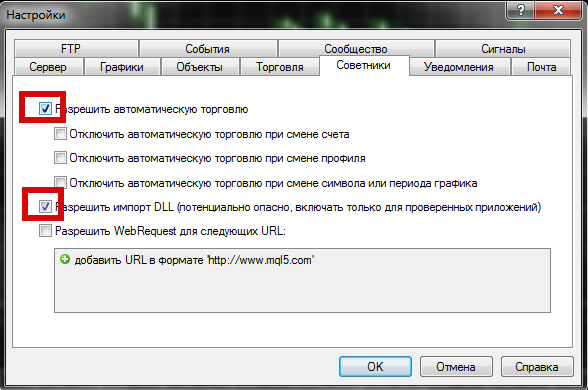 Настройки
?
FTP События Сообщество Сигналы
Сервер Графики Объекты Торговля Советники Уведомления Почта
Разрешить автоматическую торговлю
Отключить автоматическую торговлю при смене счета
Отключить автоматическую торговлю при смене профиля
Отключить автоматическую торговлю при смене символа или периода графика
Разрешить импорт DLL (потенциально опасно, включать только для проверенных приложений)
Разрешить WebRequest для следующих URL:
добавить URL в формате 'http://www.mql5.com'
OK Отмена Справка